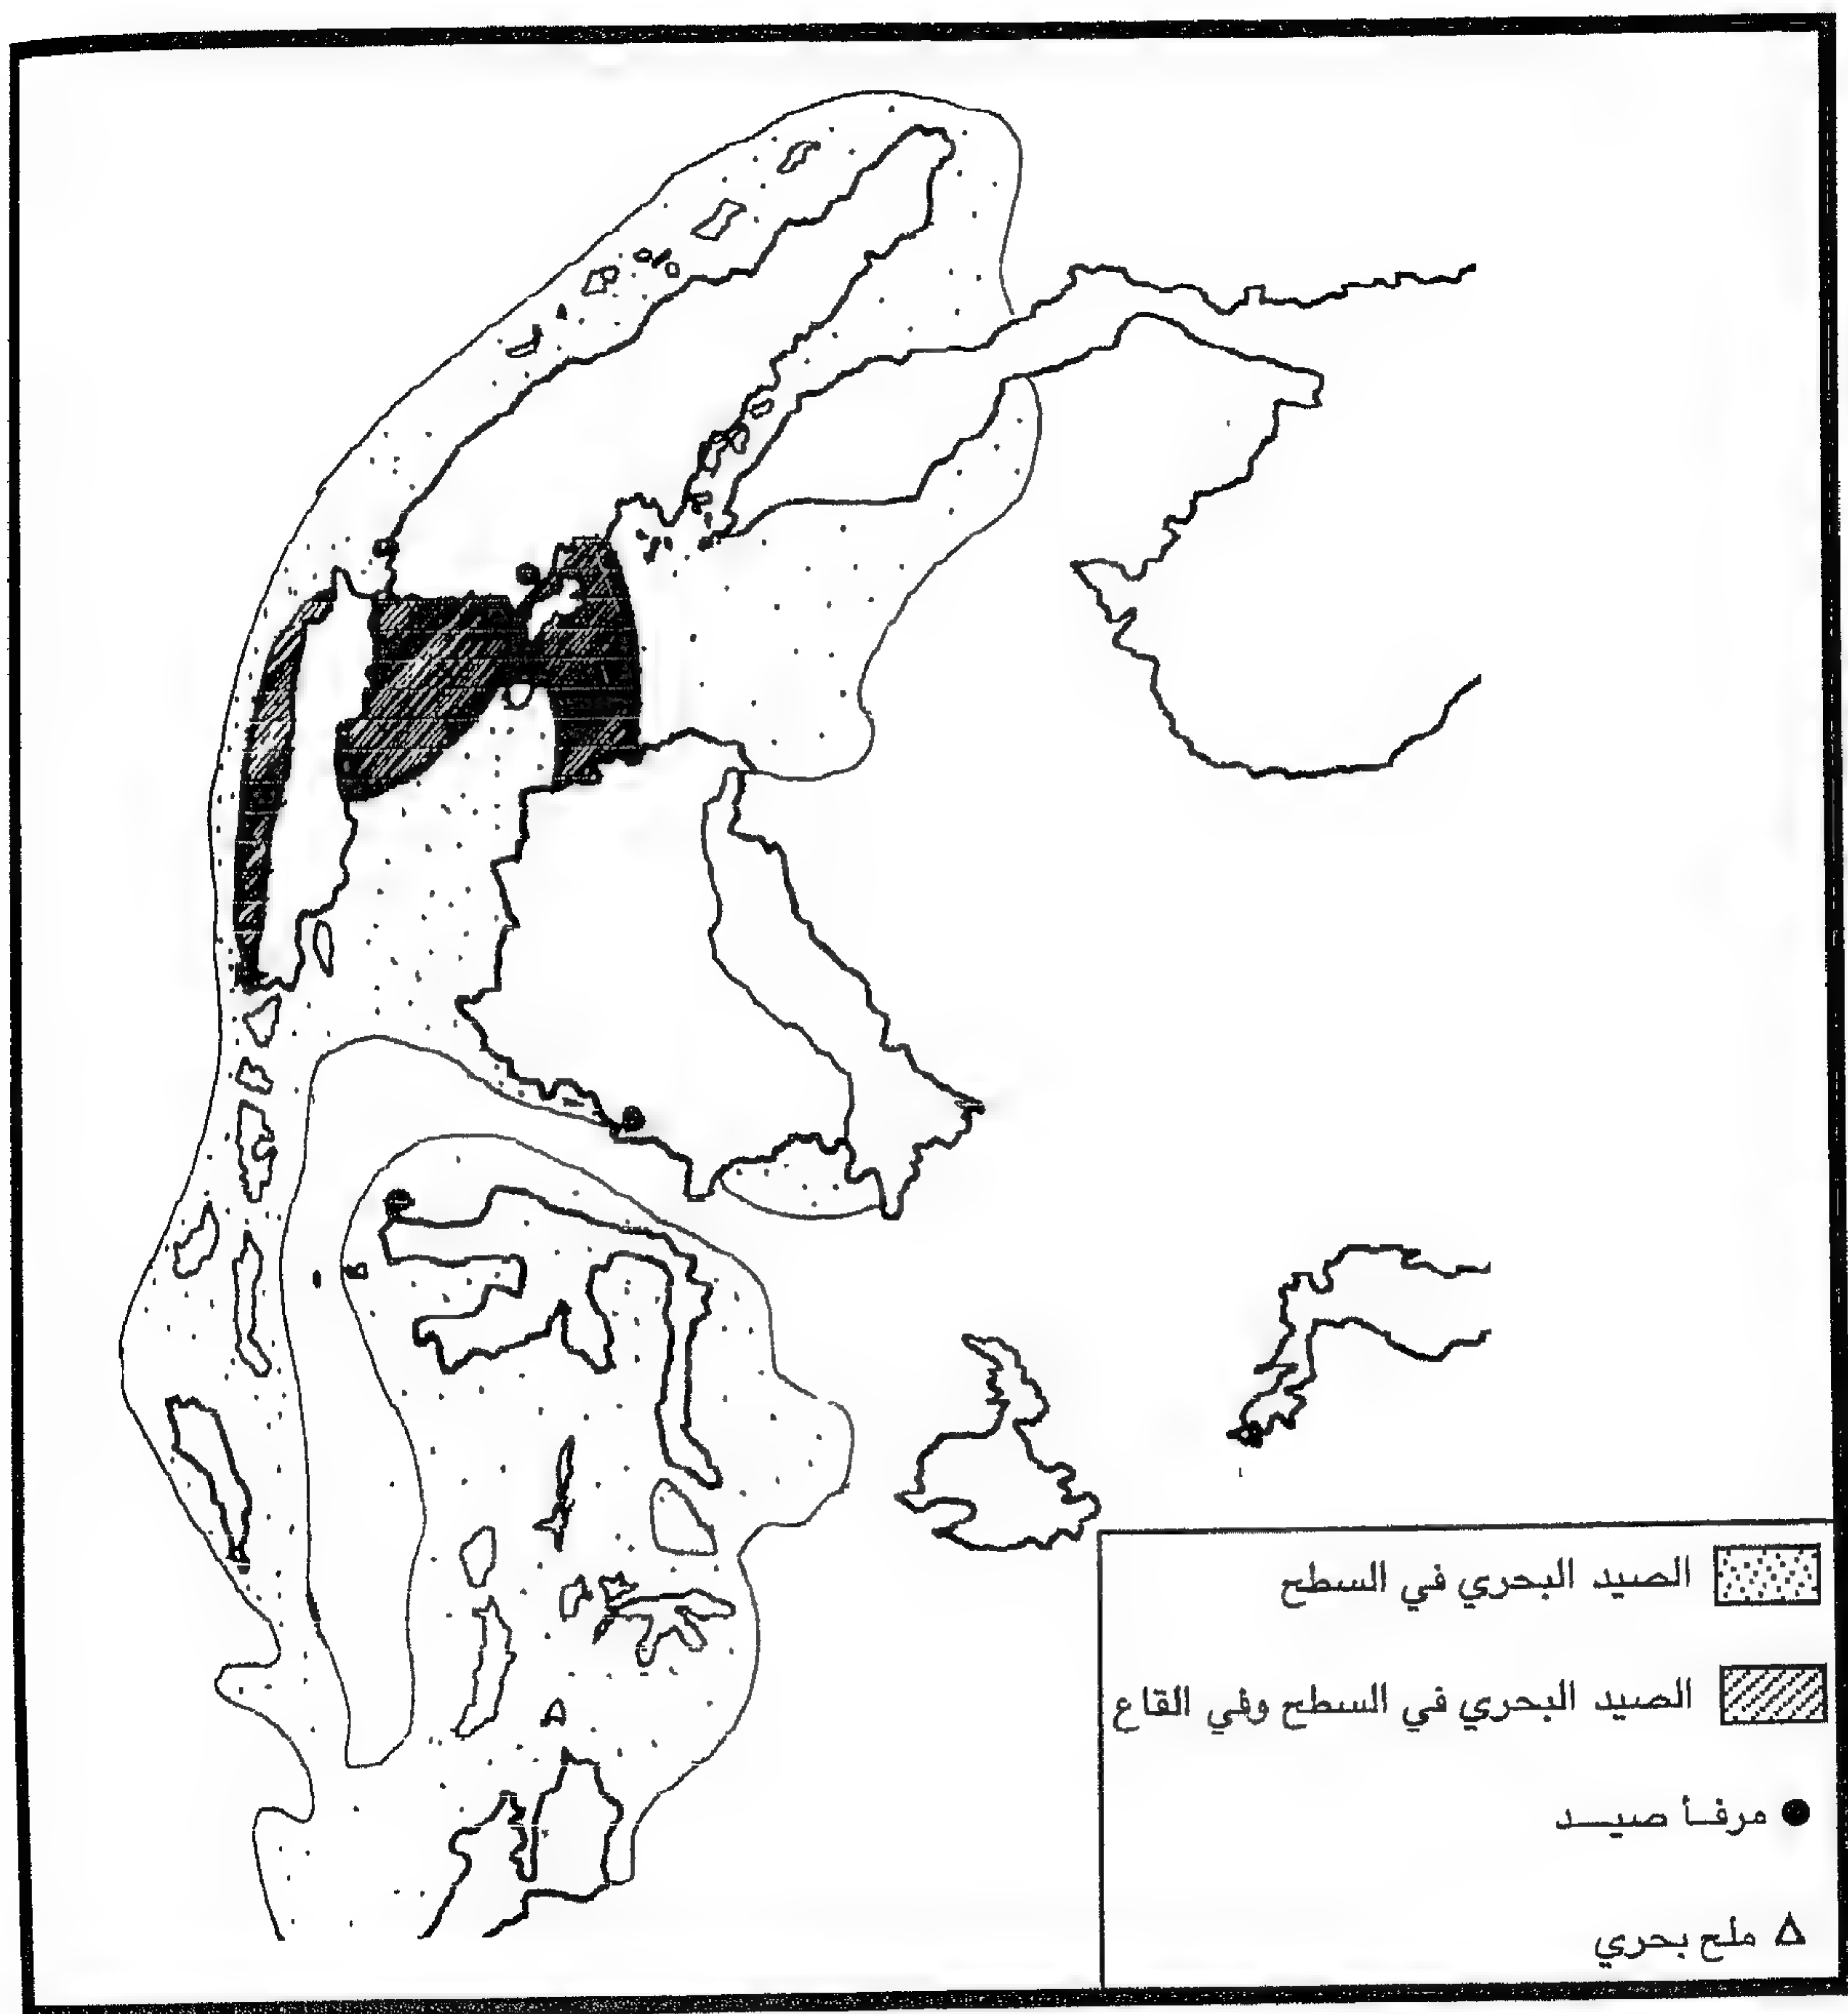 الصيد البحري في السطح
الصيد البحري في السطح وفي القاع
مرفأ صيد
ملح بحري